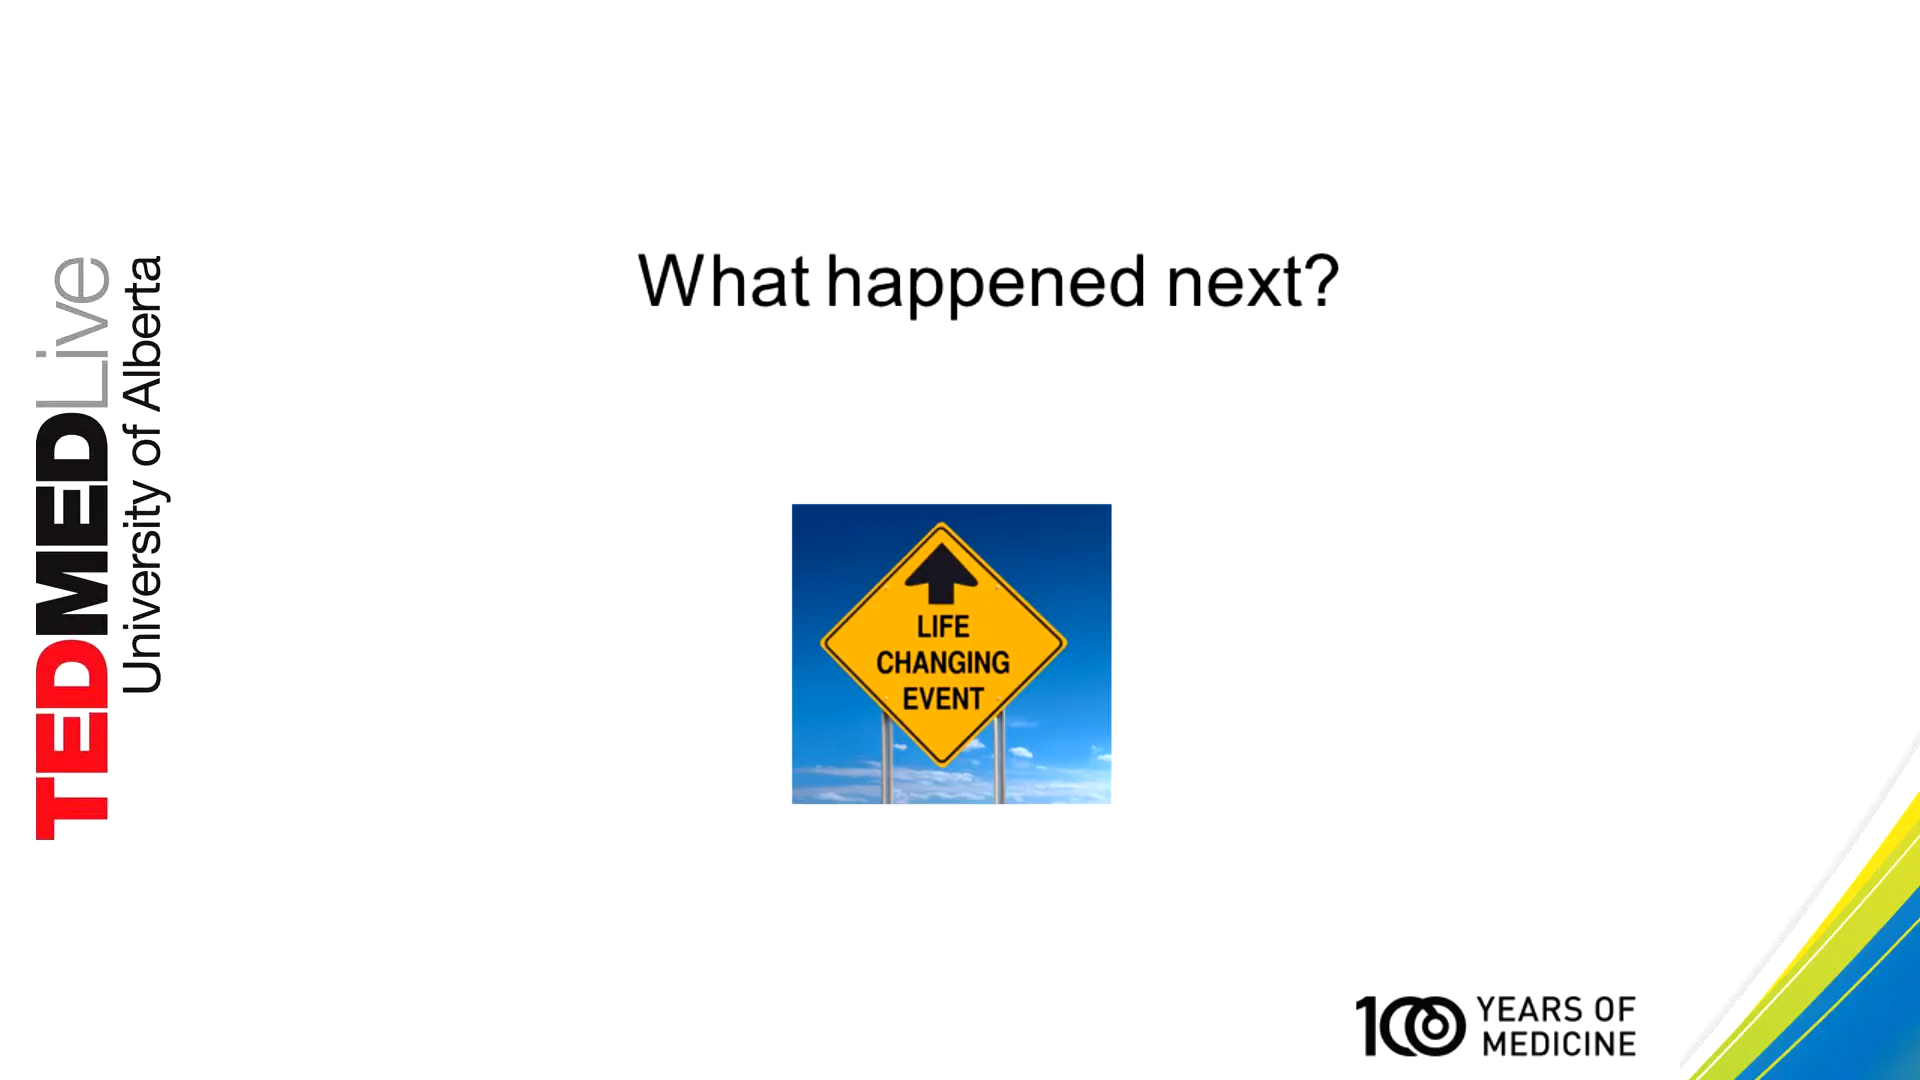 What happened next?
LIFE
CHANGING
EVENT
TEDMEDLive
University of Alberta
100 YEARS OF
MEDICINE